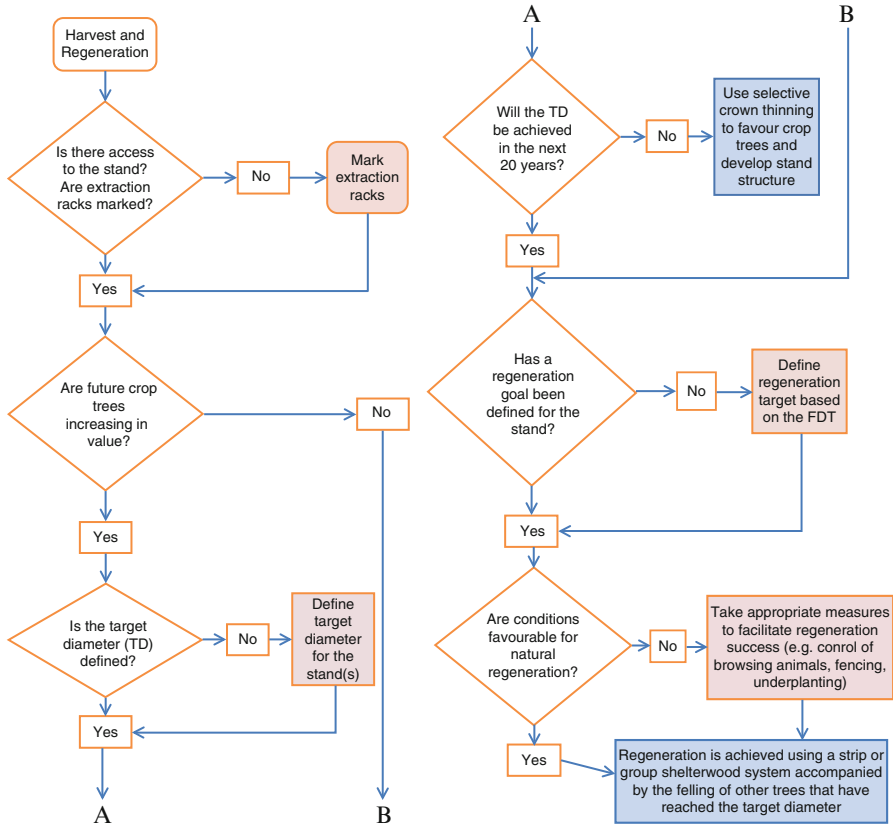 Harvest and
Regeneration
Is there access
to the stand?
Are extraction
racks marked?
No
Mark
extraction
racks
Yes
Are future crop
trees
increasing in
value?
No
Yes
Is the target
diameter (TD)
defined?
No
Define
target
diameter
for the
stand(s)
Yes
A
B
A
B
Will the TD
be achieved
in the next
20 years?
No
Use selective
crown thinning
to favour crop
trees and
develop stand
structure
Yes
Has a
regeneration
goal been
defined for the
stand?
No
Define
regeneration
target based
on the FDT
Yes
Are conditions
favourable for
natural
regeneration?
No
Take appropriate measures
to facilitate regeneration
success (e.g. conrol of
browsing animals, fencing,
underplanting)
Yes
Regeneration is achieved using a strip or
group shelterwood system accompanied
by the felling of other trees that have
reached the target diameter